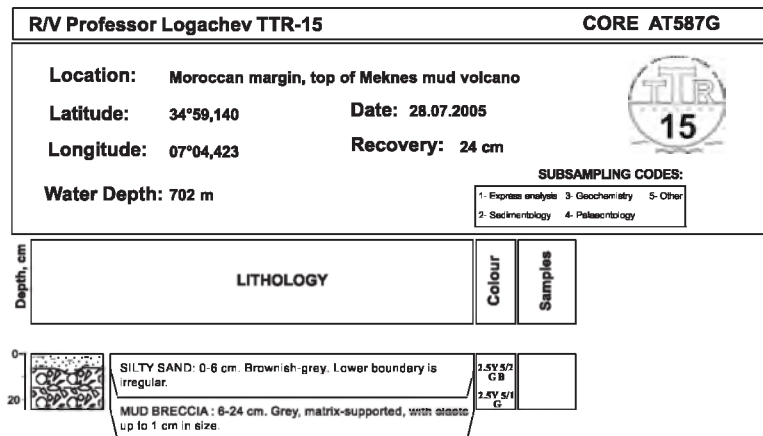 R/V Professor Logachev TTR-15 CORE AT587G
Location: Moroccan margin, top of Meknes mud volcano
Latitude: 34°59,140 Date: 28.07.2005
Longitude: 07°04,423 Recovery: 24 cm
Water Depth: 702 m
TTR
15
SUBSAMPLING CODES:
1- Express analysis 3- Geochemistry 5- Other
2- Sedimentology 4- Palaeontology
Depth, cm LITHOLOGY Colour Samples
0
20
SILTY SAND: 0-6 cm. Brownish-grey. Lower boundary is
irregular.
MUD BRECCIA : 6-24 cm. Grey, matrix-supported, with clasts
up to 1 cm in size.
2.5Y 5/2
GB
2.5Y 5/1
G